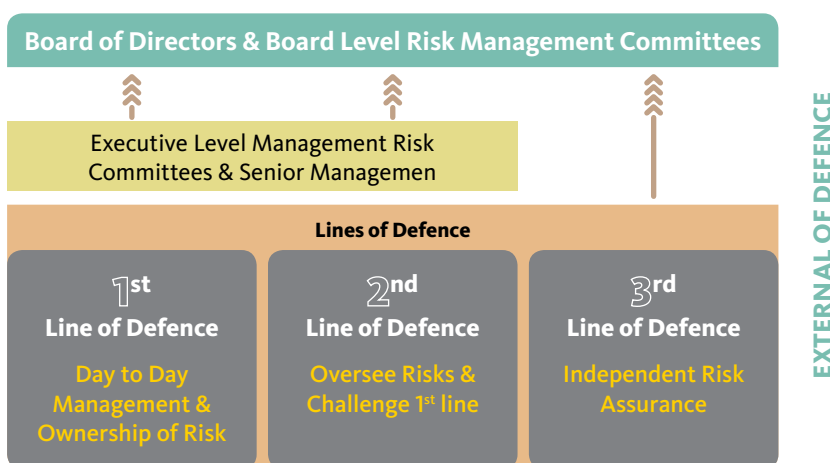 Board of Directors & Board Level Risk Management Committees
Executive Level Management Risk
Committees & Senior Managemen
Lines of Defence
1st
Line of Defence
Day to Day
Management &
Ownership of Risk
2nd
Line of Defence
Oversee Risks &
Challenge 1st line
3rd
Line of Defence
Independent Risk
Assurance
EXTERNAL OF DEFENCE